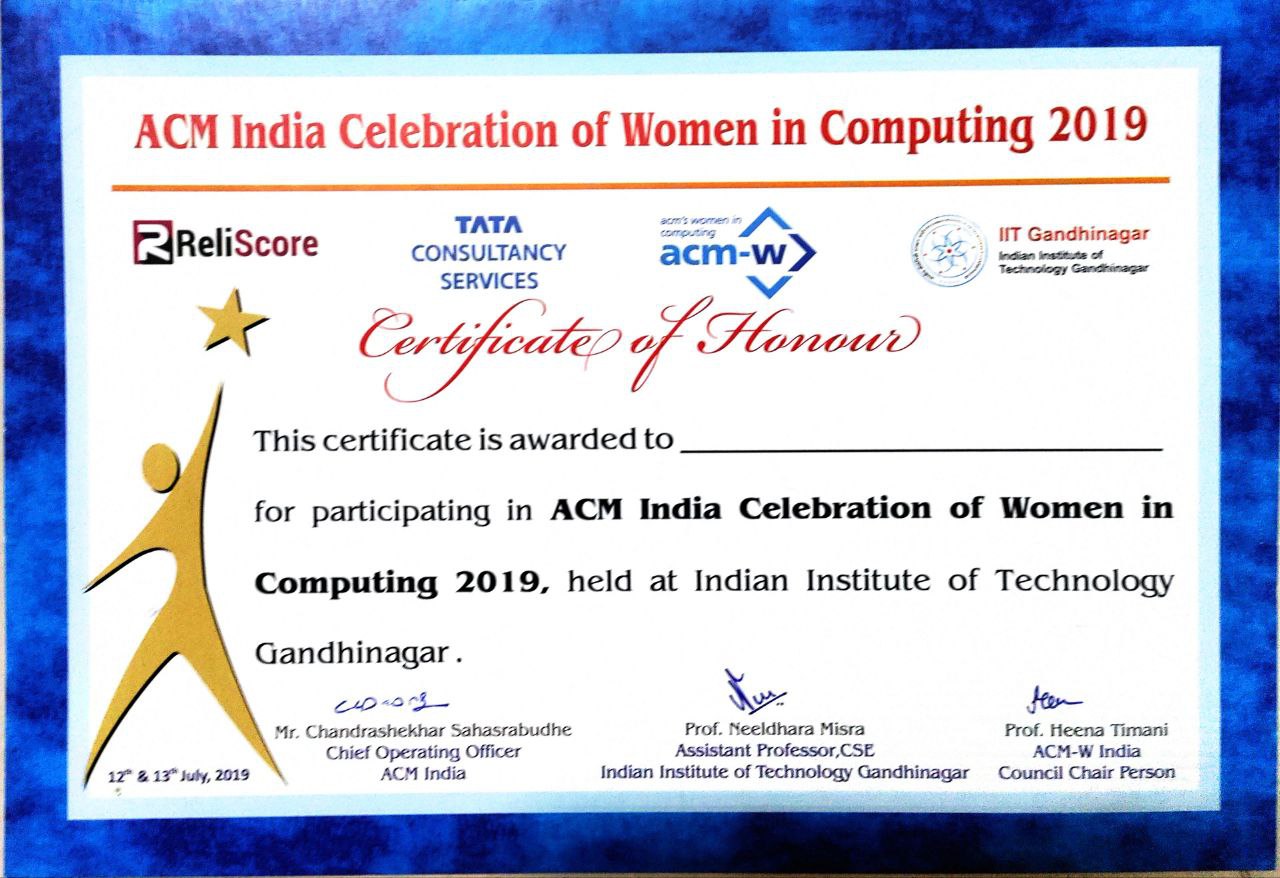 ACM India Celebration of Women in Computing 2019
ReliScore
TATA
CONSULTANCY
SERVICES
acm's women in
computing
acm-w
IIT Gandhinagar
Indian Institute of
Technology Gandhinagar
Certificate of Honour
This certificate is awarded to
for participating in ACM India Celebration of Women in
Computing 2019, held at Indian Institute of Technology
Gandhinagar .
Mr. Chandrashekhar Sahasrabudhe
Chief Operating Officer
ACM India
Prof. Neeldhara Misra
Assistant Professor,CSE
Indian Institute of Technology Gandhinagar
Prof. Heena Timani
ACM-W India
Council Chair Person
12th & 13th July, 2019